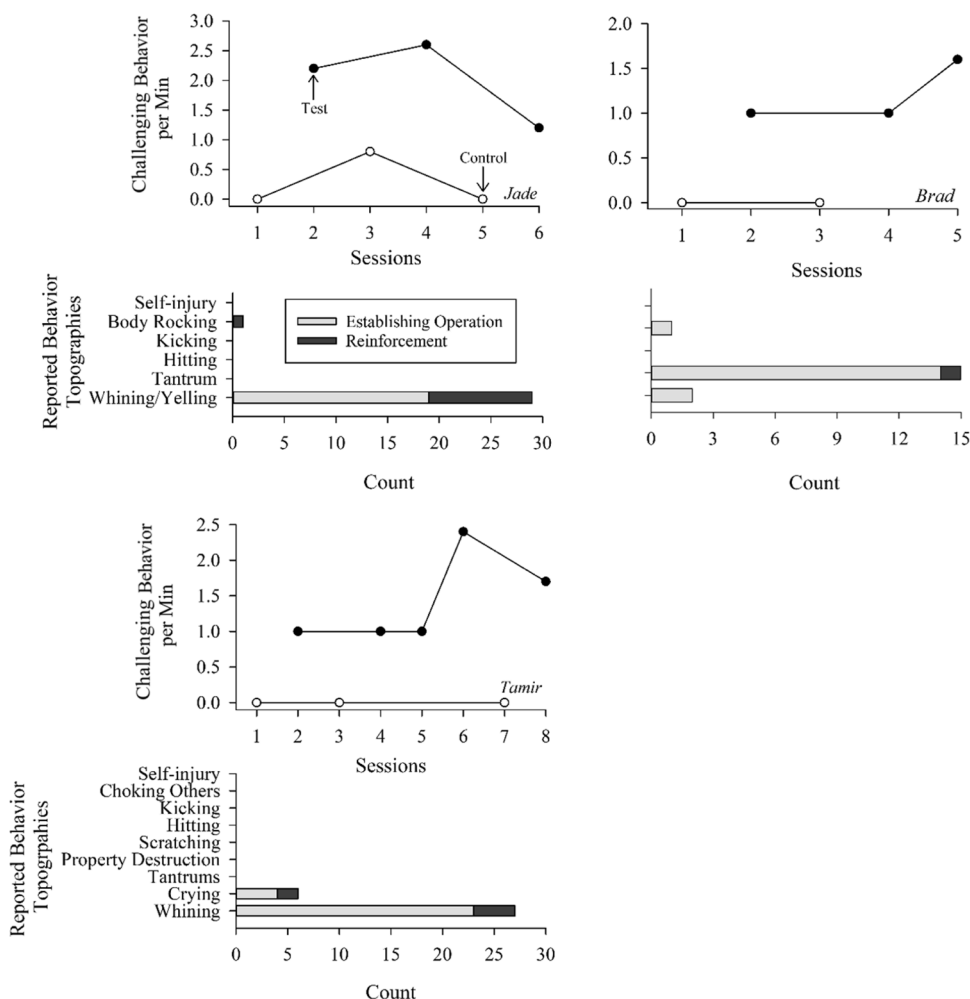 Challenging Behavior
per Min
3.0
2.5
2.0
1.5
1.0
0.5
0.0
Test
Control
Jade
1 2 3 4 5 6
Sessions
2.0
1.5
1.0
0.5
0.0
Brad
1 2 3 4 5
Sessions
Reported Behavior
Topographies
Self-injury
Body Rocking
Kicking
Hitting
Tantrum
Whining/Yelling
Establishing Operation
Reinforcement
0 5 10 15 20 25 30
Count
0 3 6 9 12 15
Count
Challenging Behavior
per Min
2.5
2.0
1.5
1.0
0.5
0.0
Tamir
1 2 3 4 5 6 7 8
Sessions
Reported Behavior
Topogrpahies
Self-injury
Choking Others
Kicking
Hitting
Scratching
Property Destruction
Tantrums
Crying
Whining
0 5 10 15 20 25 30
Count